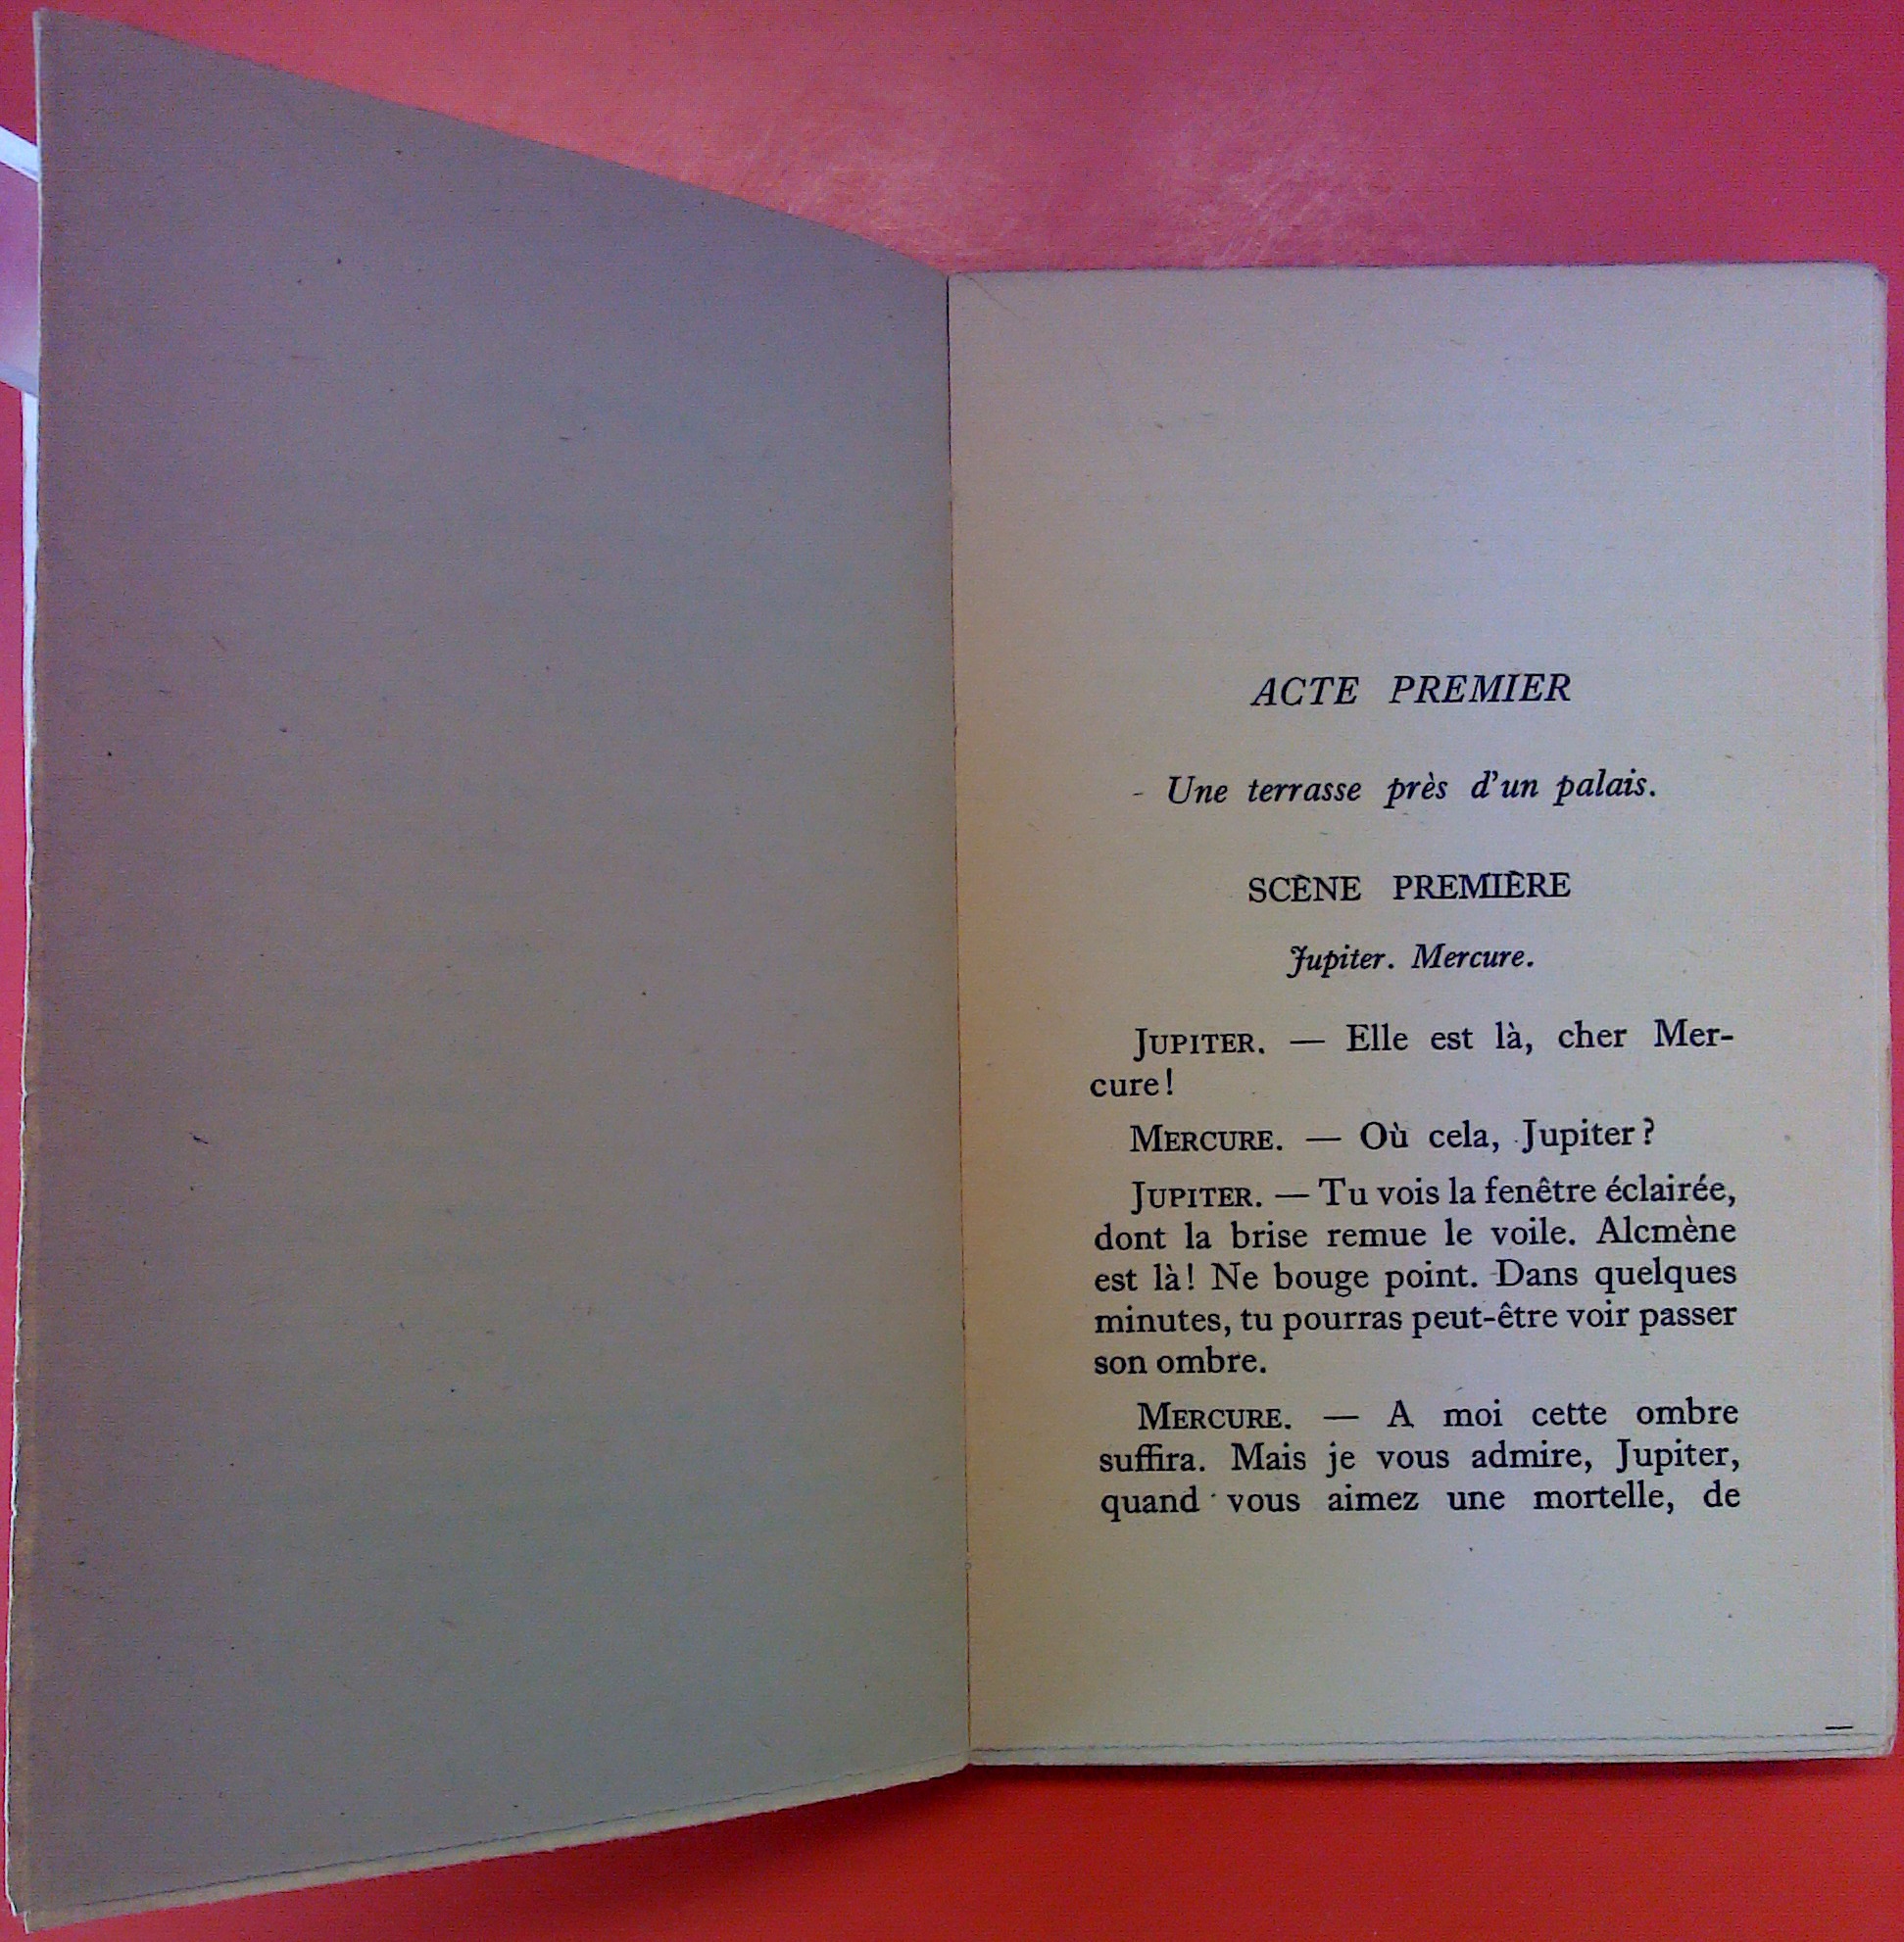 ACTE PREMIER
Une terrasse près d'un palais.
SCÈNE PREMIÈRE
Jupiter. Mercure.
JUPITER. — Elle est là, cher Mer-
cure!
MERCURE. — Où cela, Jupiter?
JUPITER. — Tu vois la fenêtre éclairée,
dont la brise remue le voile. Alcmène
est là! Ne bouge point. Dans quelques
minutes, tu pourras peut-être voir passer
son ombre.
MERCURE. — A moi cette ombre
suffira. Mais je vous admire, Jupiter,
quand vous aimez une mortelle, de